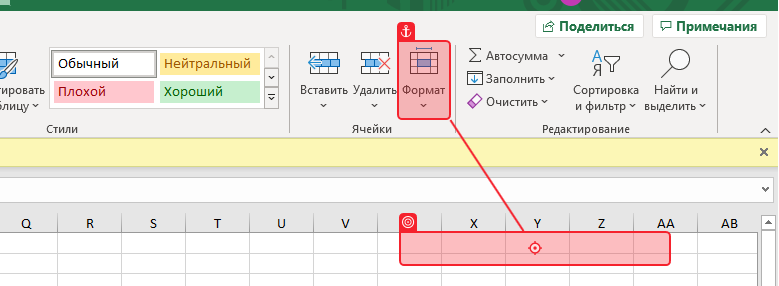 Поделиться
Примечания
тировать
блицу
Обычный
Нейтральный
Плохой
Хороший
Стили
Вставить
Удалить
Формат
Ячейки
Автосумма
Заполнить
Очистить
Сортировка
и фильтр
Найти и
выделить
Редактирование
Q R S T U V X Y Z AA AB